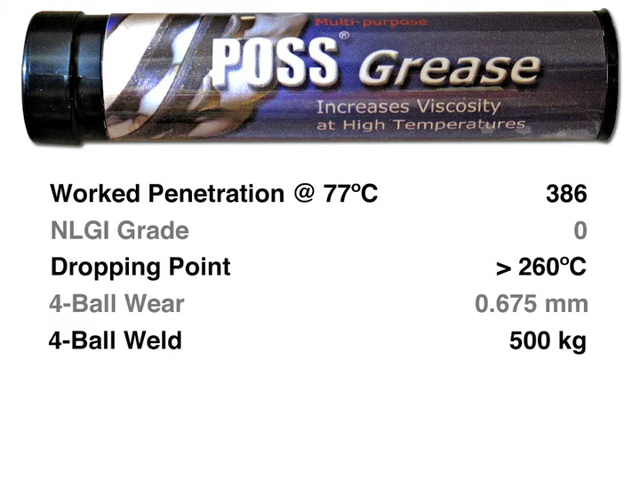 Multi-purpose
POSS® Grease
Increases Viscosity
at High Temperatures
Worked Penetration @ 77ºC 386
NLGI Grade 0
Dropping Point > 260ºC
4-Ball Wear 0.675 mm
4-Ball Weld 500 kg